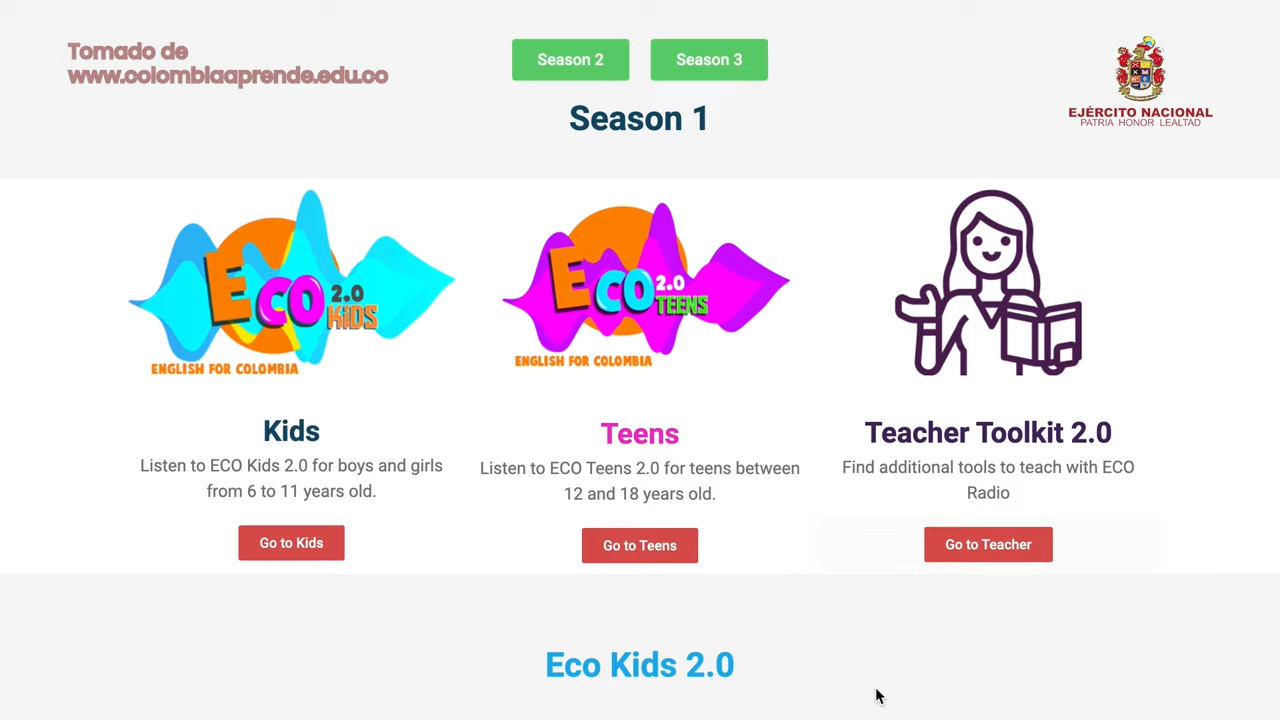 Tomado de
www.colombiaaprende.edu.co
Season 2
Season 3
EJÉRCITO NACIONAL
PATRIA HONOR LEALTAD
Season 1
ECO 2.0 KIDS
ENGLISH FOR COLOMBIA
ECO 2.0 TEENS
ENGLISH FOR COLOMBIA
Kids
Listen to ECO Kids 2.0 for boys and girls
from 6 to 11 years old.
Go to Kids
Teens
Listen to ECO Teens 2.0 for teens between
12 and 18 years old.
Go to Teens
Teacher Toolkit 2.0
Find additional tools to teach with ECO
Radio
Go to Teacher
Eco Kids 2.0